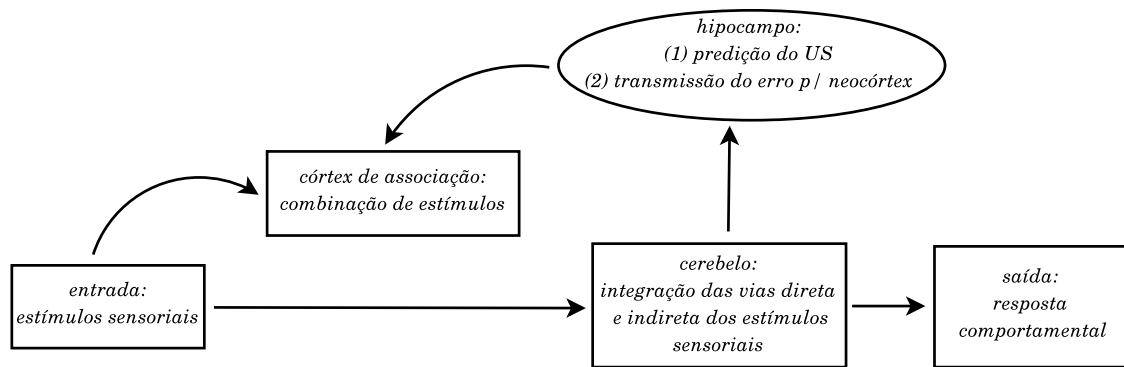 hipocampo:
(1) predição do US
(2) transmissão do erro p/ neocórtex
córtex de associação:
combinação de estímulos
entrada:
estímulos sensoriais
cerebelo:
integração das vias direta
e indireta dos estímulos
sensoriais
saída:
resposta
comportamental